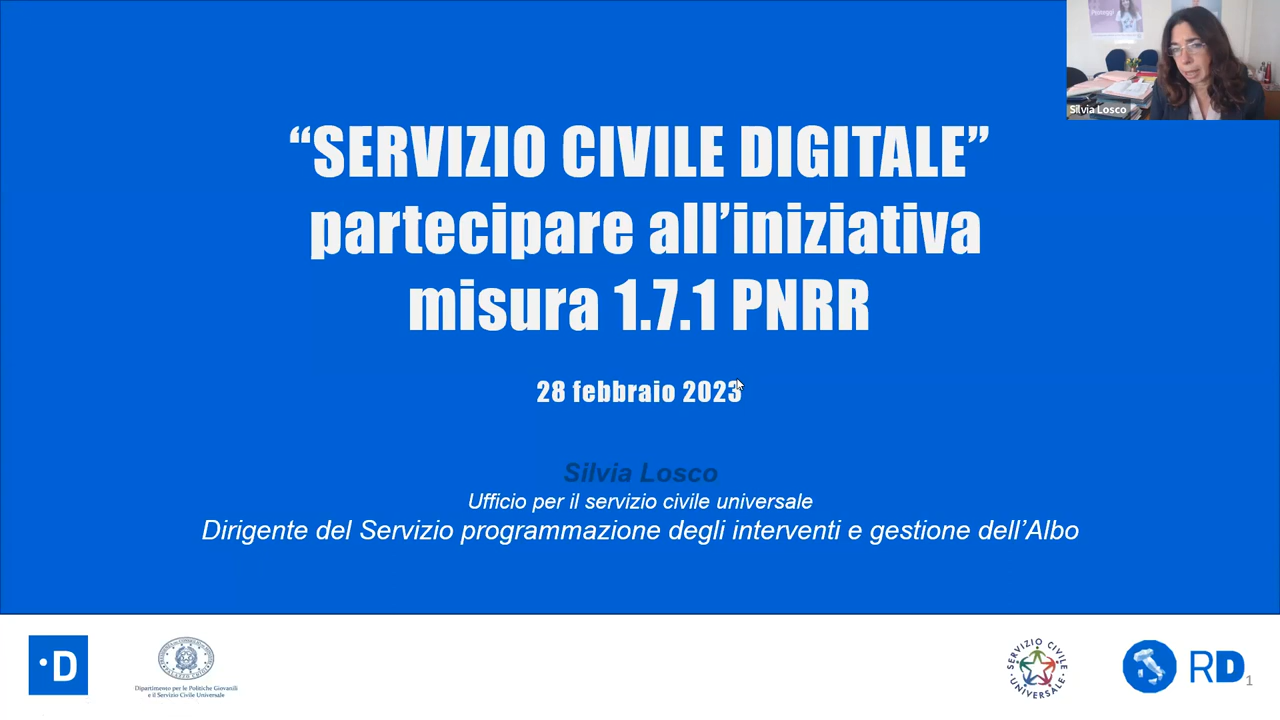 “SERVIZIO CIVILE DIGITALE”
partecipare all’iniziativa
misura 1.7.1 PNRR
28 febbraio 2023
Silvia Losco
Ufficio per il servizio civile universale
Dirigente del Servizio programmazione degli interventi e gestione dell’Albo
Silvia Losco
·D
Dipartimento per le Politiche Giovanili
e il Servizio Civile Universale
SERVIZIO CIVILE
UNIVERSALE
RD
1